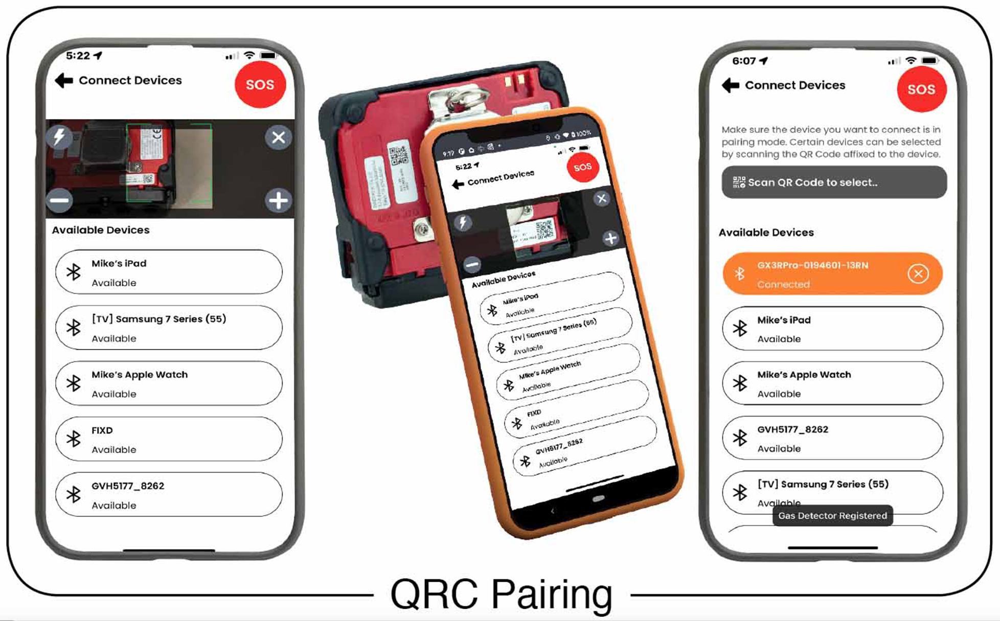 5:22
Connect Devices
SOS
Available Devices
Mike's iPad
Available
[TV] Samsung 7 Series (55)
Available
Mike's Apple Watch
Available
FIXD
Available
GVH5177_8262
Available
9:19
100%
5:22
Connect Devices
SOS
Available Devices
Mike's iPad
Available
[TV] Samsung 7 Series (55)
Available
Mike's Apple Watch
Available
FIXD
Available
GVH5177_8262
Available
6:07
Connect Devices
SOS
Make sure the device you want to connect is in
pairing mode. Certain devices can be selected
by scanning the QR Code affixed to the device.
Scan QR Code to select..
Available Devices
GX3RPro-0194601-13RN
Connected
Mike's iPad
Available
Mike's Apple Watch
Available
GVH5177_8262
Available
[TV] Samsung 7 Series (55)
Available
Gas Detector Registered
QRC Pairing